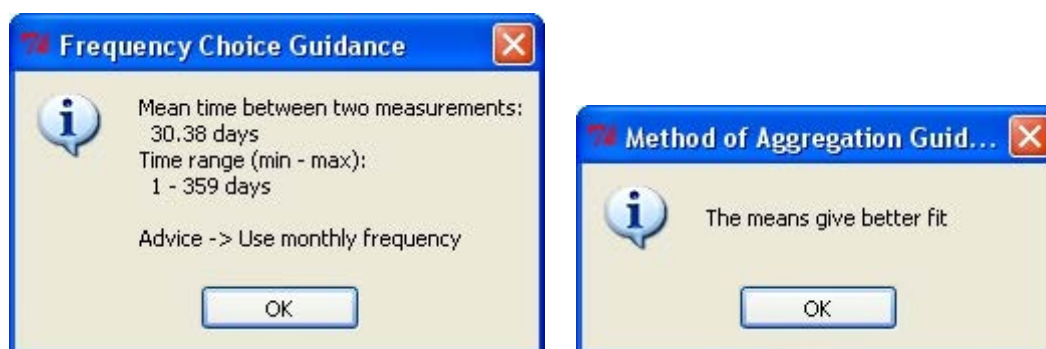 Frequency Choice Guidance
Mean time between two measurements:
30.38 days
Time range (min - max):
1 - 359 days
Advice -> Use monthly frequency
OK
Method of Aggregation Guid...
The means give better fit
OK